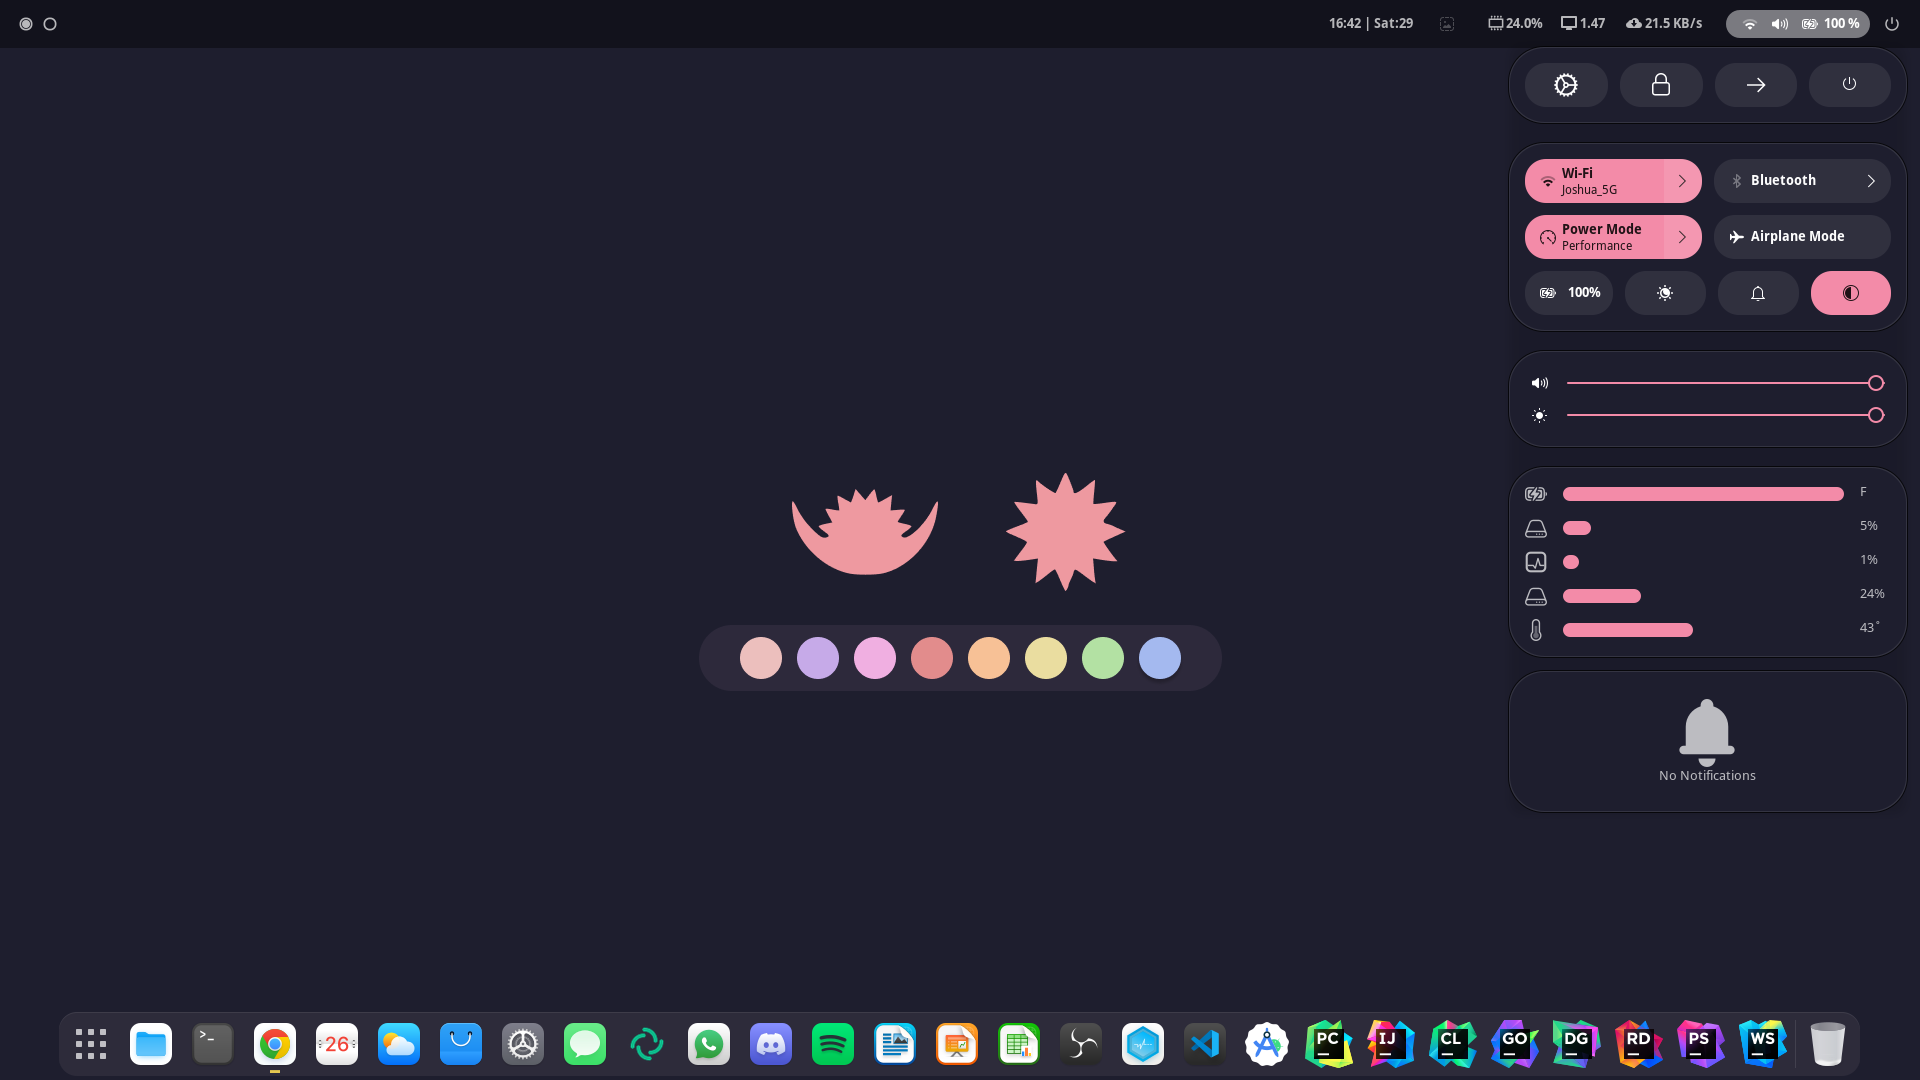 16:42 | Sat:29
24.0%
1.47
21.5 KB/s
100 %
Wi-Fi
Joshua_5G
Bluetooth
Power Mode
Performance
Airplane Mode
100%
F
5%
1%
24%
43°
No Notifications
>_
26
PC
IJ
CL
GO
DG
RD
PS
WS